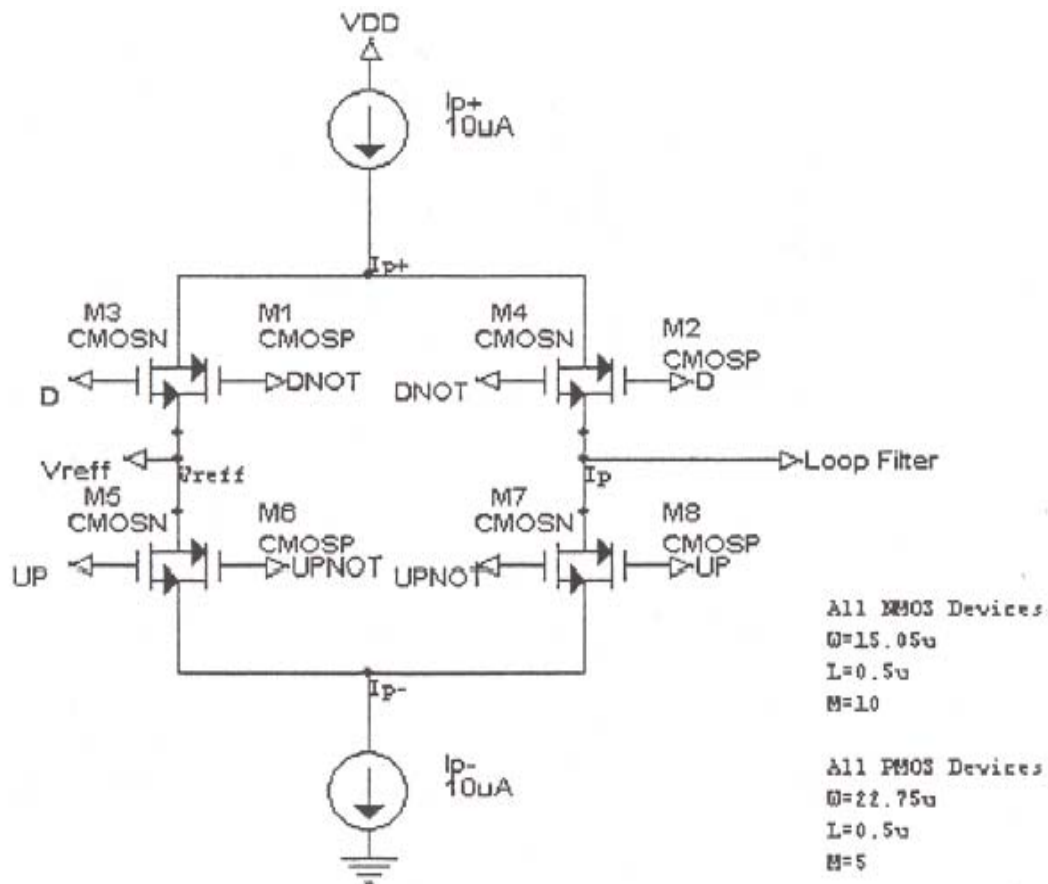 VDD
Ip+
10uA
Ip+
M3
CMOSN
M1
CMOSP
M4
CMOSN
M2
CMOSP
D
DNOT
DNOT
D
Vreff
Vreff
Ip
Loop Filter
M5
CMOSN
M6
CMOSP
M7
CMOSN
M8
CMOSP
UP
UPNOT
UPNOT
UP
Ip-
Ip-
10uA
All NMOS Devices
W=15.05u
L=0.5u
M=10
All PMOS Devices
W=22.75u
L=0.5u
M=5